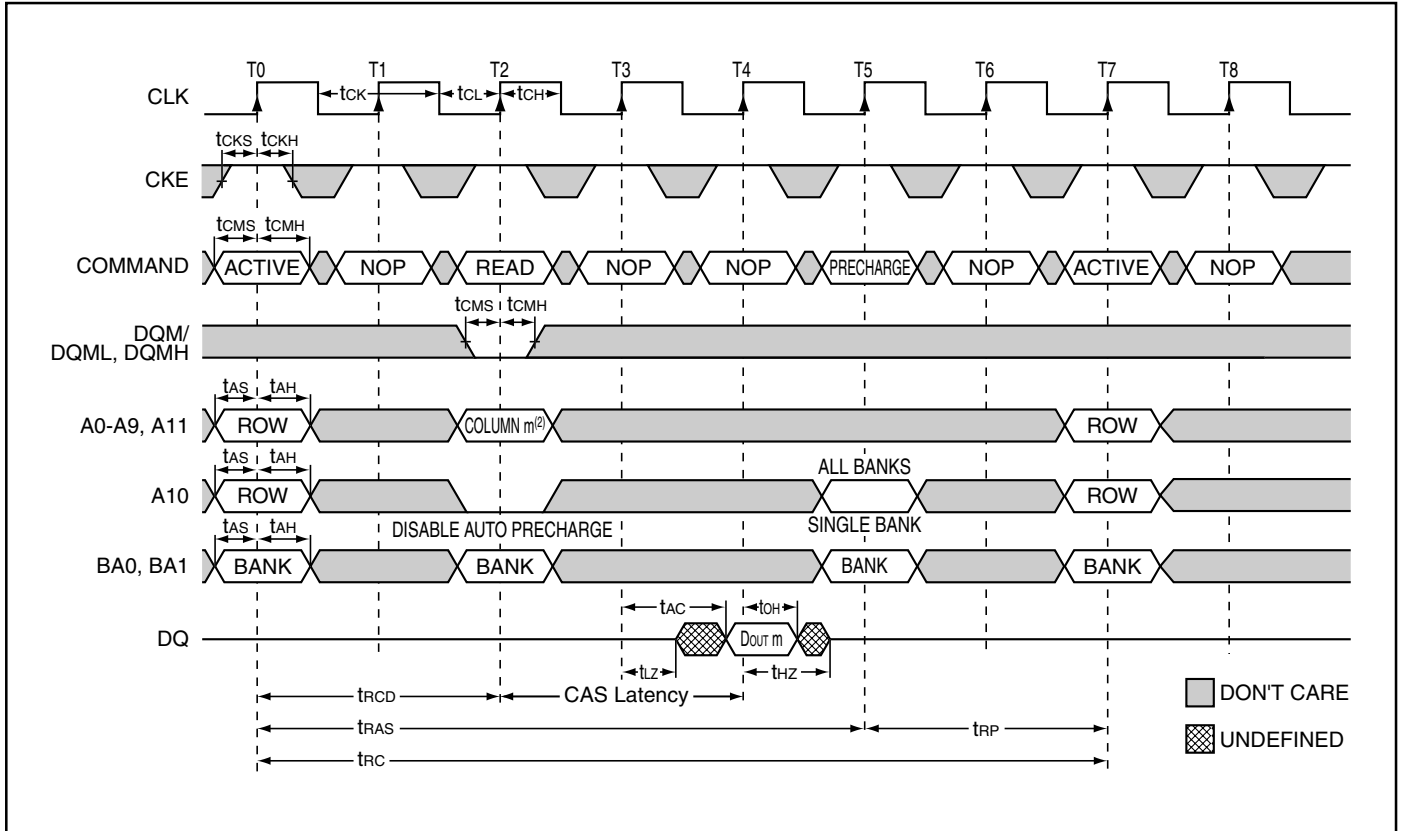 T0 T1 T2 T3 T4 T5 T6 T7 T8
CLK
tCK tCL tCH
tCKS tCKH
CKE
tCMS tCMH
COMMAND ACTIVE NOP READ NOP NOP PRECHARGE NOP ACTIVE NOP
tCMS tCMH
DQM/
DQML, DQMH
tAS tAH
A0-A9, A11 ROW COLUMN m(2) ROW
tAS tAH
ALL BANKS
A10 ROW ROW
DISABLE AUTO PRECHARGE SINGLE BANK
tAS tAH
BA0, BA1 BANK BANK BANK BANK
tAC tOH
DQ DOUT m
tLZ tHZ
tRCD CAS Latency
DON'T CARE
tRAS tRP
UNDEFINED
tRC